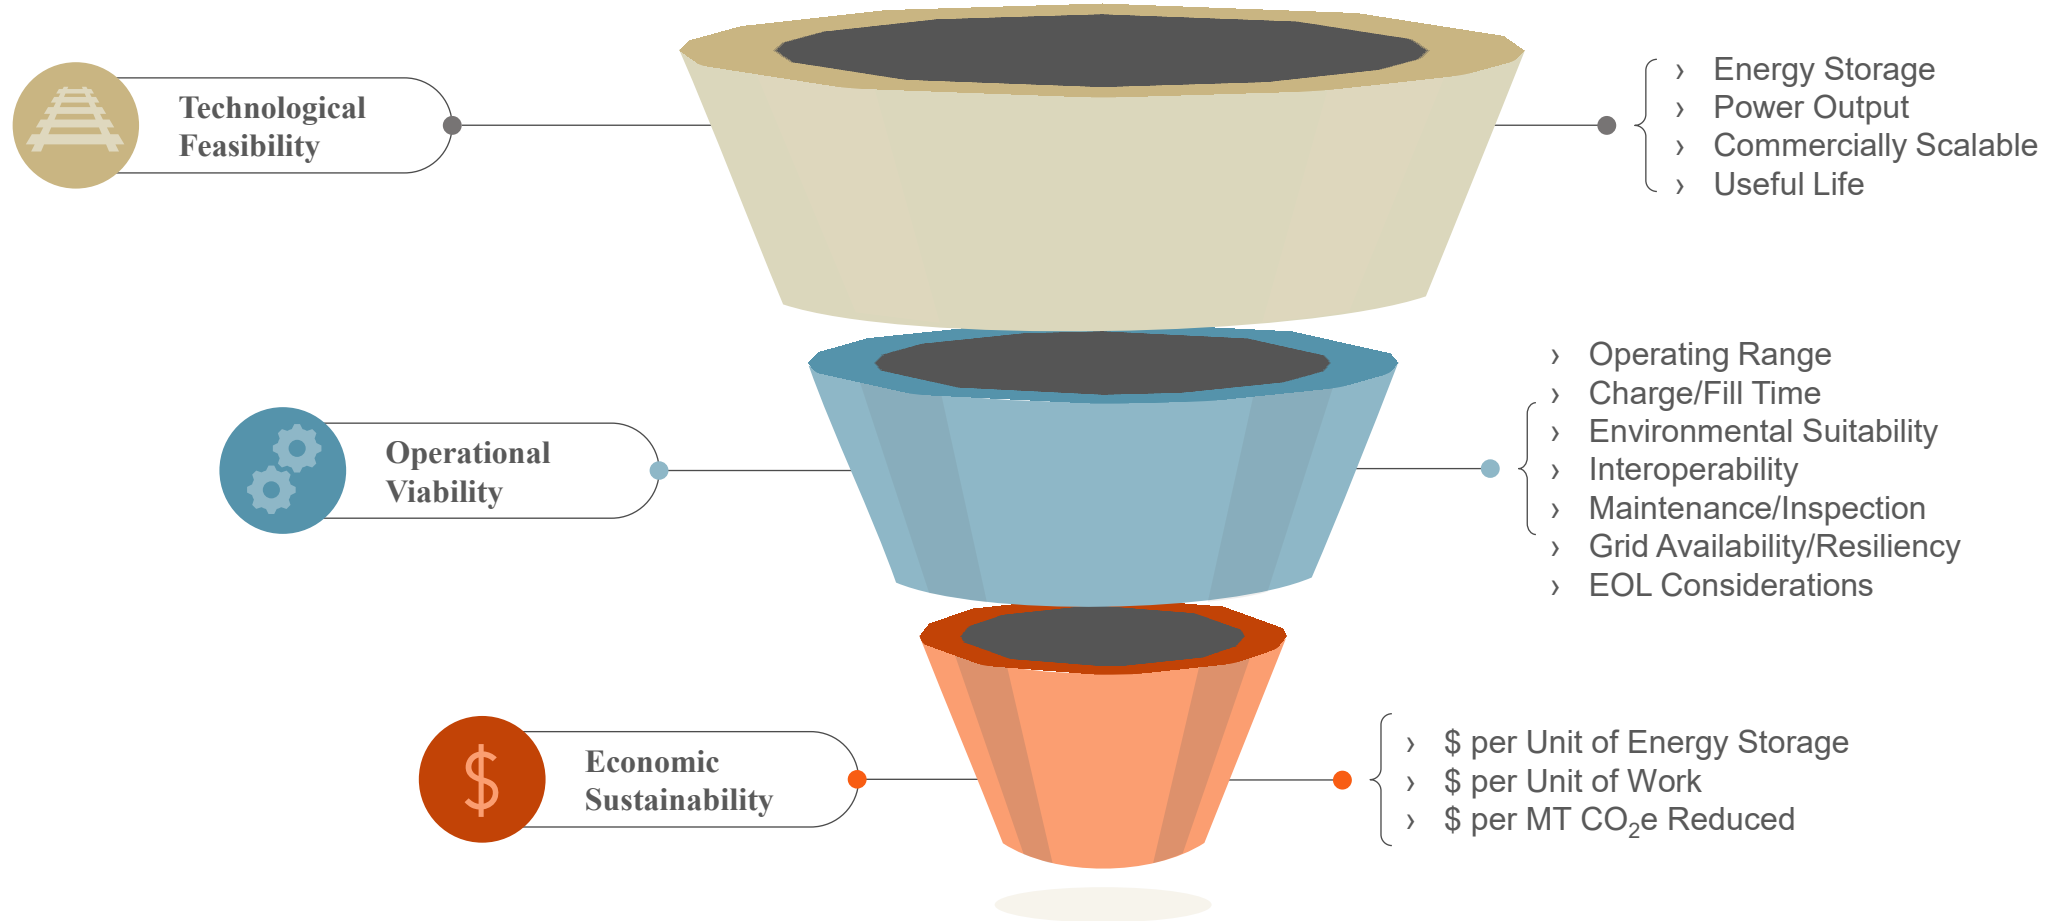 Technological
Feasibility
› Energy Storage
› Power Output
› Commercially Scalable
› Useful Life
Operational
Viability
› Operating Range
› Charge/Fill Time
› Environmental Suitability
› Interoperability
› Maintenance/Inspection
› Grid Availability/Resiliency
› EOL Considerations
$
Economic
Sustainability
› $ per Unit of Energy Storage
› $ per Unit of Work
› $ per MT CO₂e Reduced